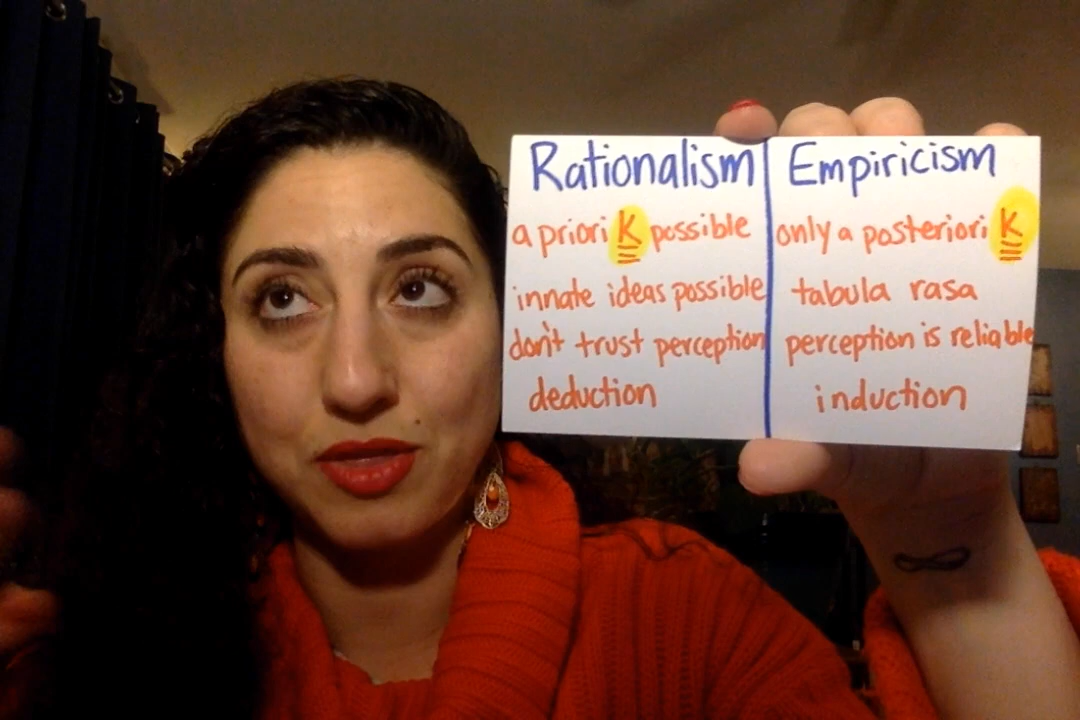 Rationalism
a priori K possible
innate ideas possible
don't trust perception
deduction
Empiricism
only a posteriori K
tabula rasa
perception is reliable
induction